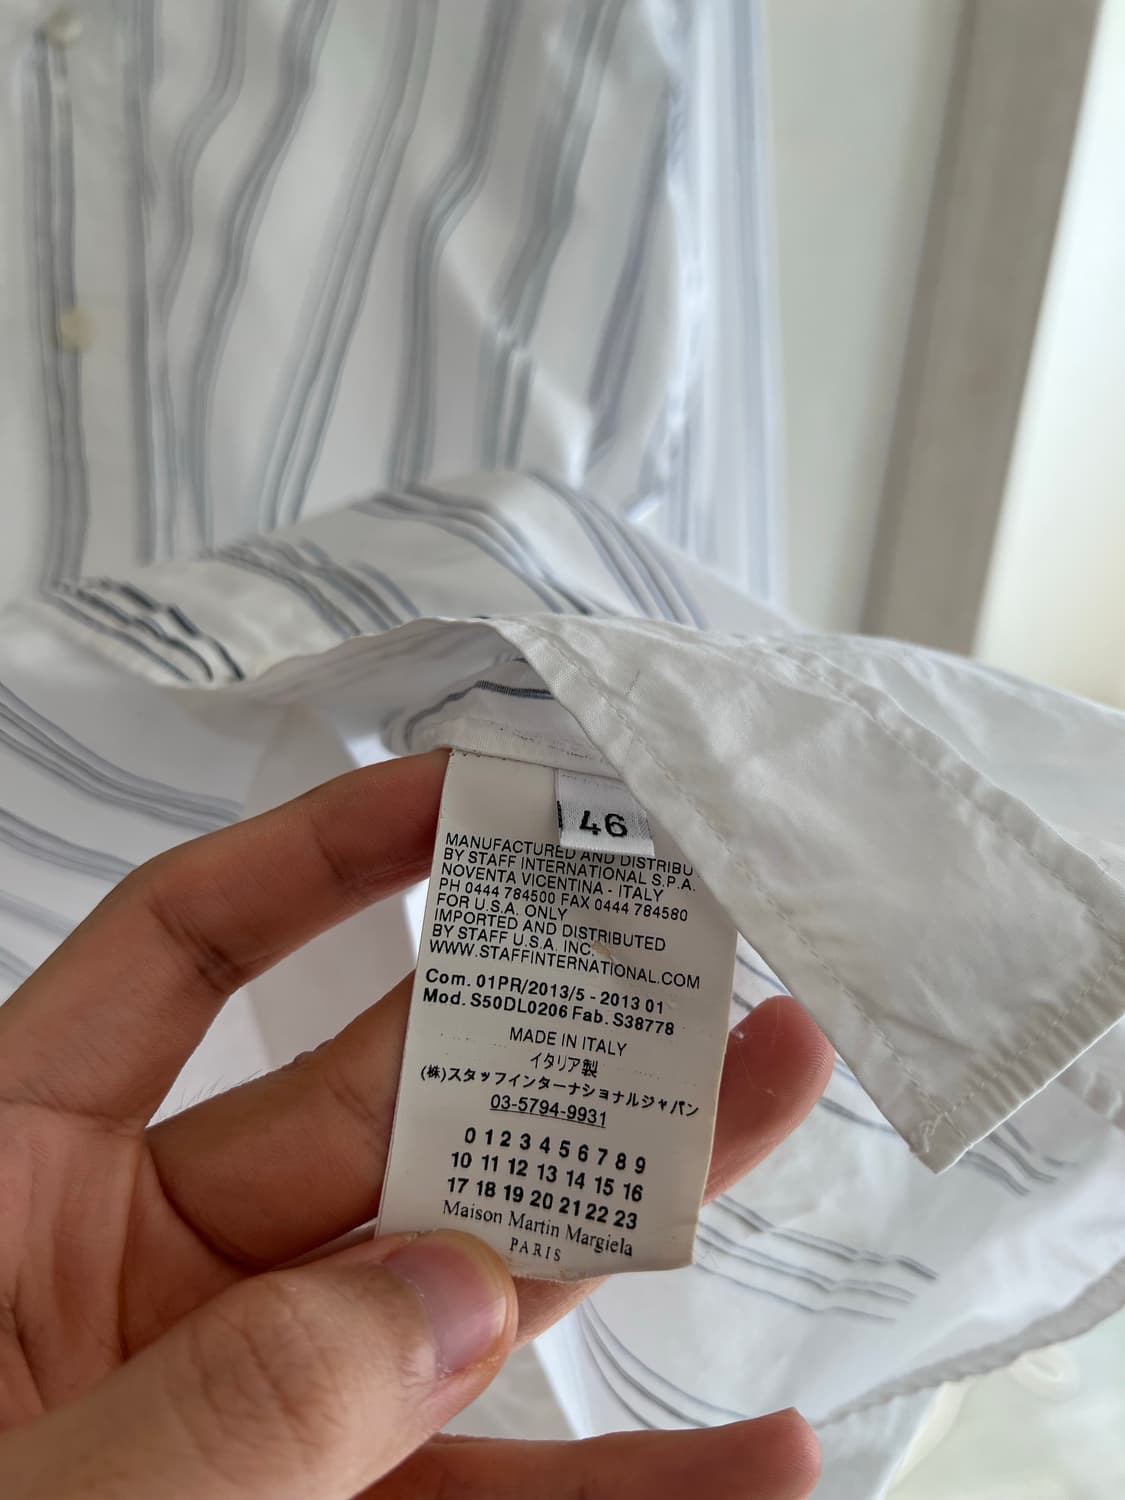 46
MANUFACTURED AND DISTRIBU
BY STAFF INTERNATIONAL S.P.A.
NOVENTA VICENTINA - ITALY
PH 0444 784500 FAX 0444 784580
FOR U.S.A. ONLY
IMPORTED AND DISTRIBUTED
BY STAFF U.S.A. INC.
WWW.STAFFINTERNATIONAL.COM
Com. 01PR/2013/5 - 2013 01
Mod. S50DL0206 Fab. S38778
MADE IN ITALY
イタリア製
(株)スタッフインターナショナルジャパン
03-5794-9931
0 1 2 3 4 5 6 7 8 9
10 11 12 13 14 15 16
17 18 19 20 21 22 23
Maison Martin Margiela
PARIS